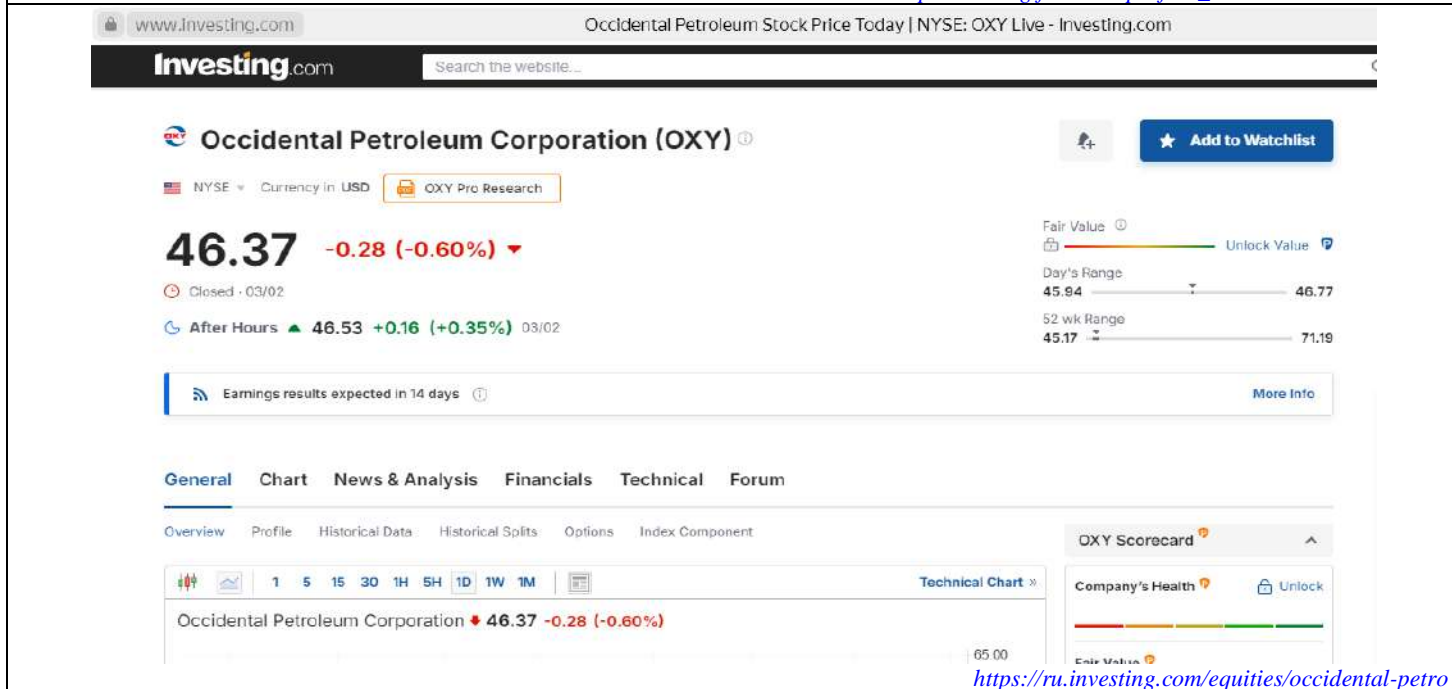 www.Investing.com Occidental Petroleum Stock Price Today | NYSE: OXY Live - Investing.com
Investing.com Search the website...
OXY Occidental Petroleum Corporation (OXY)
Add to Watchlist
NYSE Currency in USD OXY Pro Research
46.37 -0.28 (-0.60%)
Closed · 03/02
After Hours 46.53 +0.16 (+0.35%) 03/02
Fair Value
Unlock Value
Day's Range
45.94 46.77
52 wk Range
45.17 71.19
Earnings results expected in 14 days More Info
General Chart News & Analysis Financials Technical Forum
Overview Profile Historical Data Historical Splits Options Index Component
1 5 15 30 1H 5H 1D 1W 1M Technical Chart »
Occidental Petroleum Corporation 46.37 -0.28 (-0.60%)
65.00
OXY Scorecard
Company's Health Unlock
Fair Value
https://ru.investing.com/equities/occidental-petro